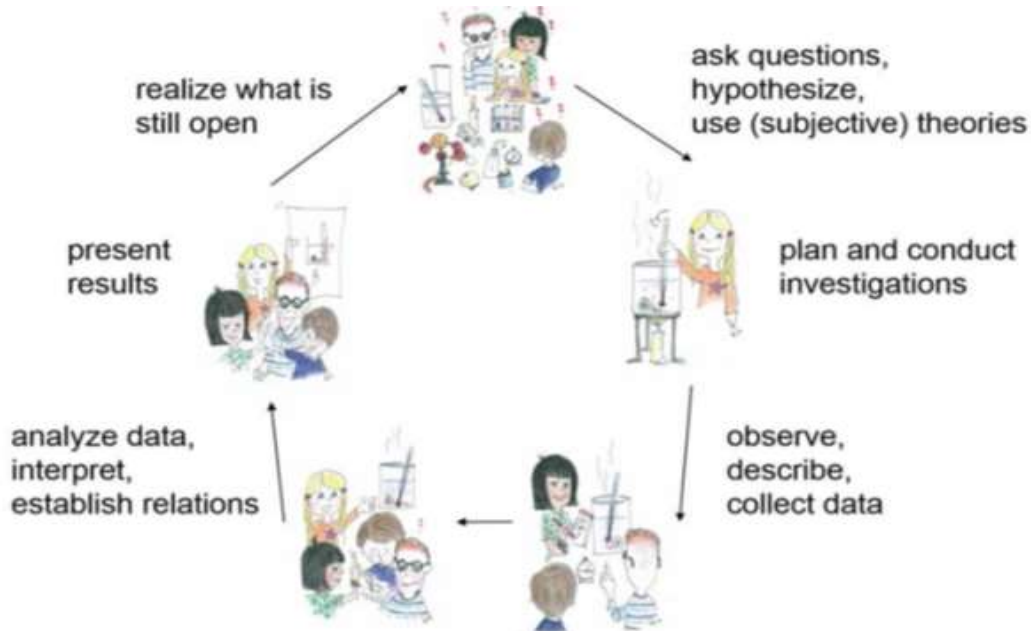 ask questions,
hypothesize,
use (subjective) theories
plan and conduct
investigations
observe,
describe,
collect data
analyze data,
interpret,
establish relations
present
results
realize what is
still open